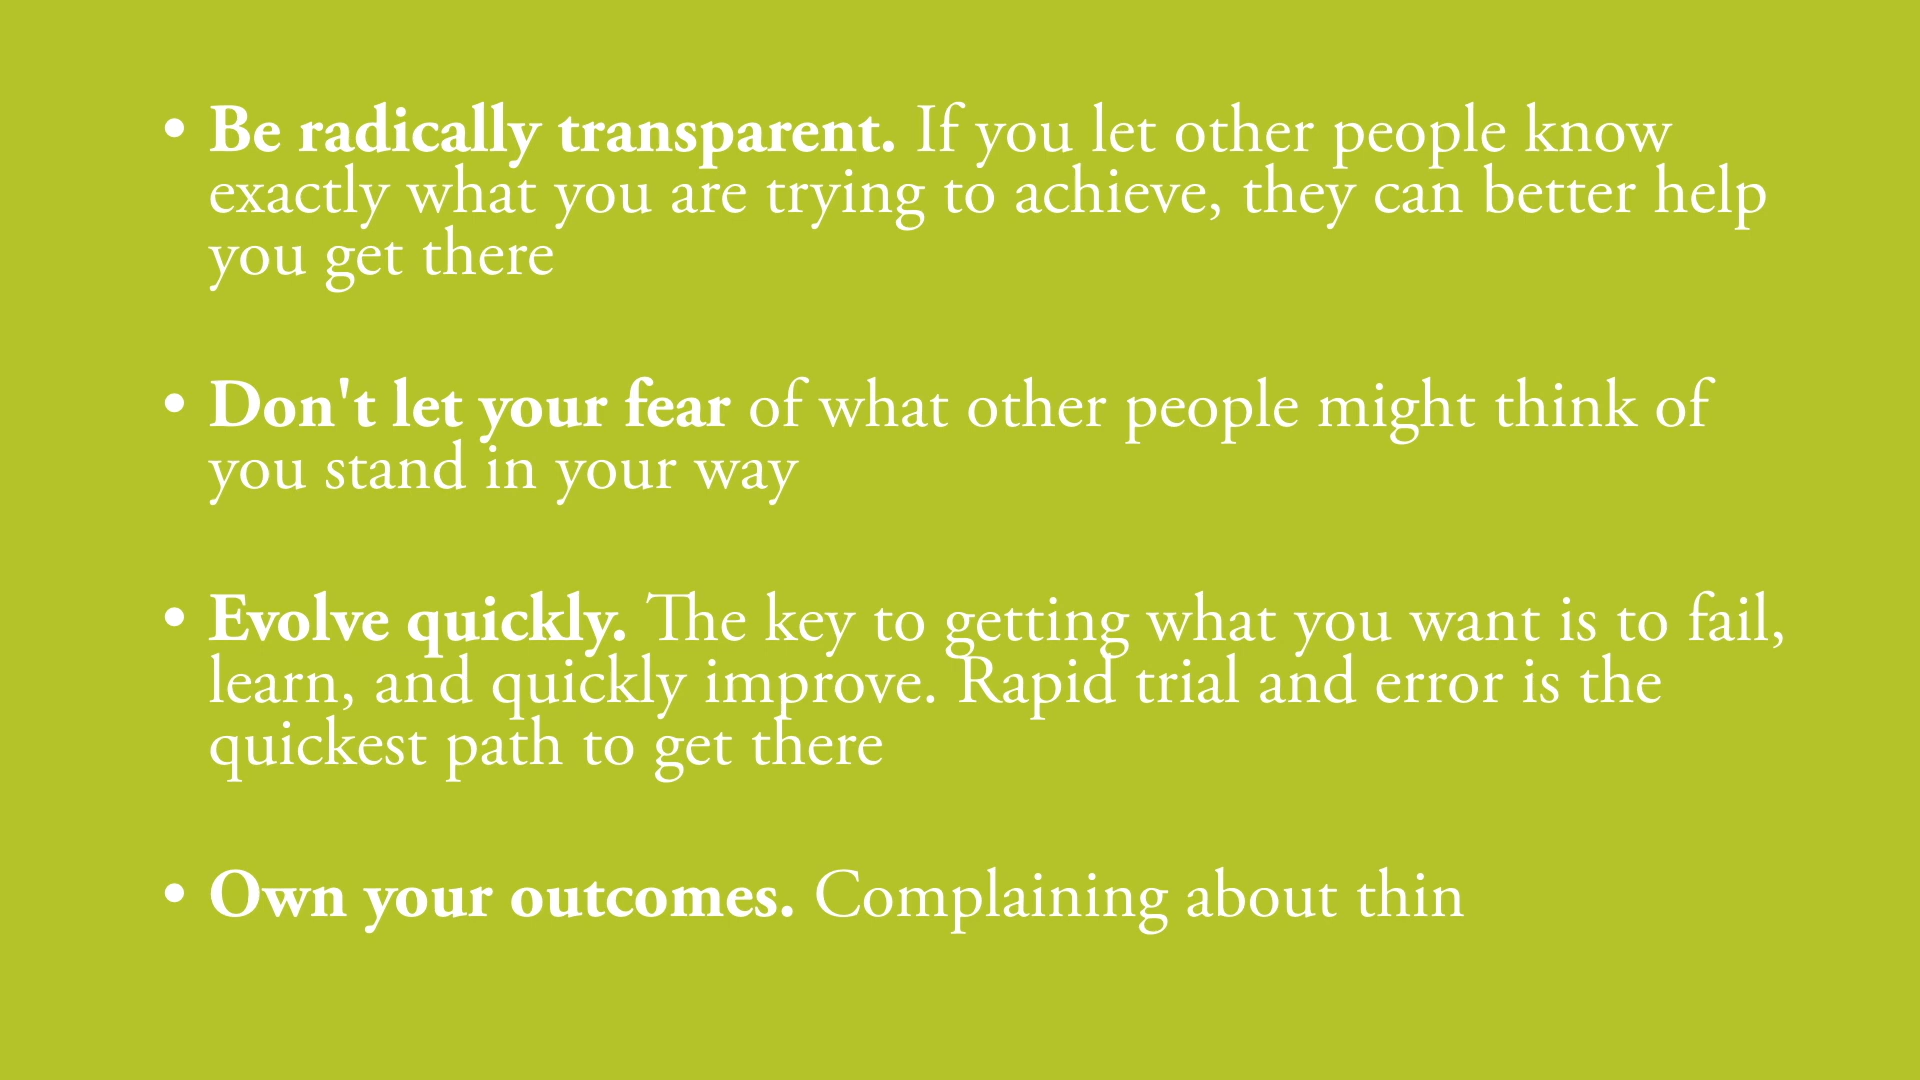 • Be radically transparent. If you let other people know
exactly what you are trying to achieve, they can better help
you get there
• Don't let your fear of what other people might think of
you stand in your way
• Evolve quickly. The key to getting what you want is to fail,
learn, and quickly improve. Rapid trial and error is the
quickest path to get there
• Own your outcomes. Complaining about thin